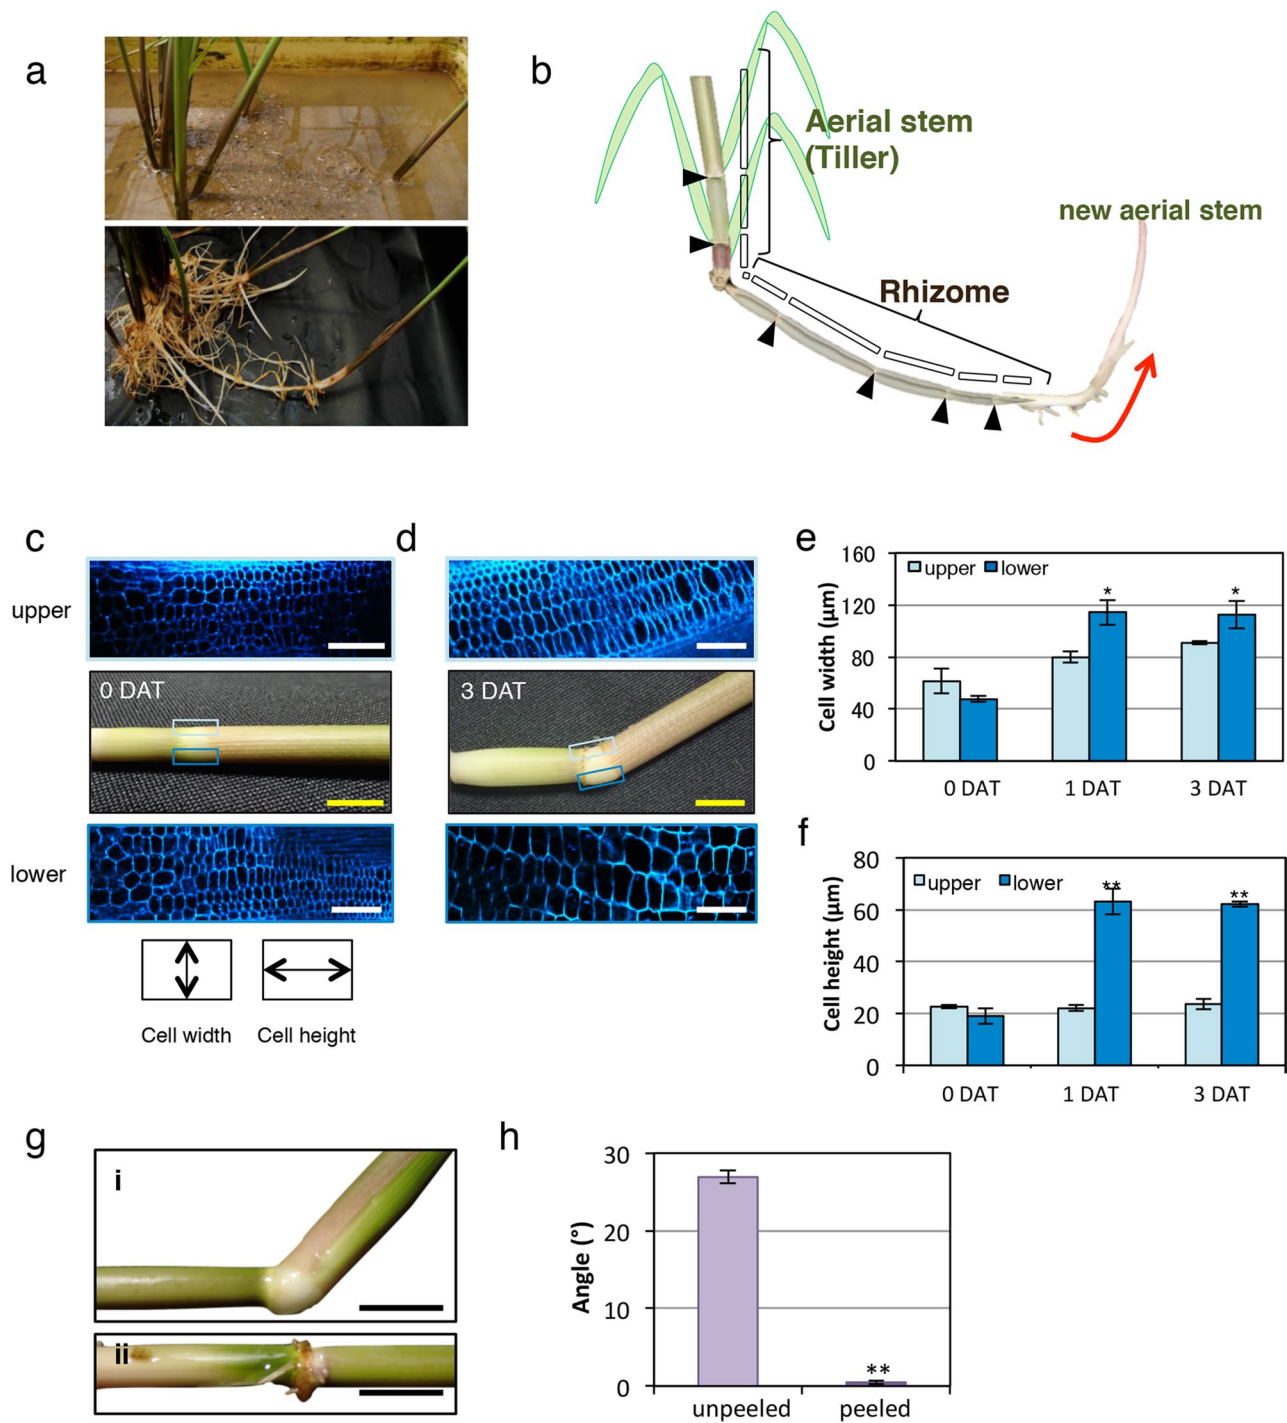 a
b
Aerial stem
(Tiller)
new aerial stem
Rhizome
c
d
upper
0 DAT
3 DAT
lower
Cell width
Cell height
e
160
120
80
40
0
Cell width (µm)
upper
lower
*
*
0 DAT
1 DAT
3 DAT
f
80
60
40
20
0
Cell height (µm)
upper
lower
**
**
0 DAT
1 DAT
3 DAT
g
i
ii
h
30
20
10
0
Angle (°)
**
unpeeled
peeled